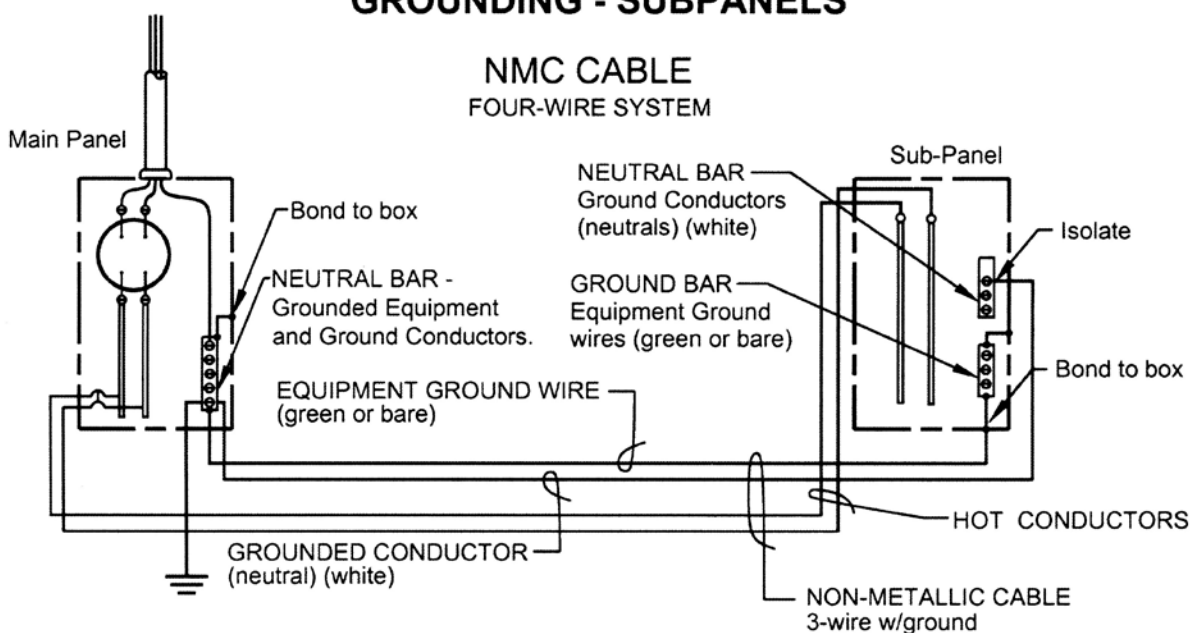 GROUNDING - SUBPANELS
NMC CABLE
FOUR-WIRE SYSTEM
Main Panel
Bond to box
NEUTRAL BAR -
Grounded Equipment
and Ground Conductors.
EQUIPMENT GROUND WIRE
(green or bare)
GROUNDED CONDUCTOR
(neutral) (white)
NEUTRAL BAR
Ground Conductors
(neutrals) (white)
GROUND BAR
Equipment Ground
wires (green or bare)
Sub-Panel
Isolate
Bond to box
HOT CONDUCTORS
NON-METALLIC CABLE
3-wire w/ground